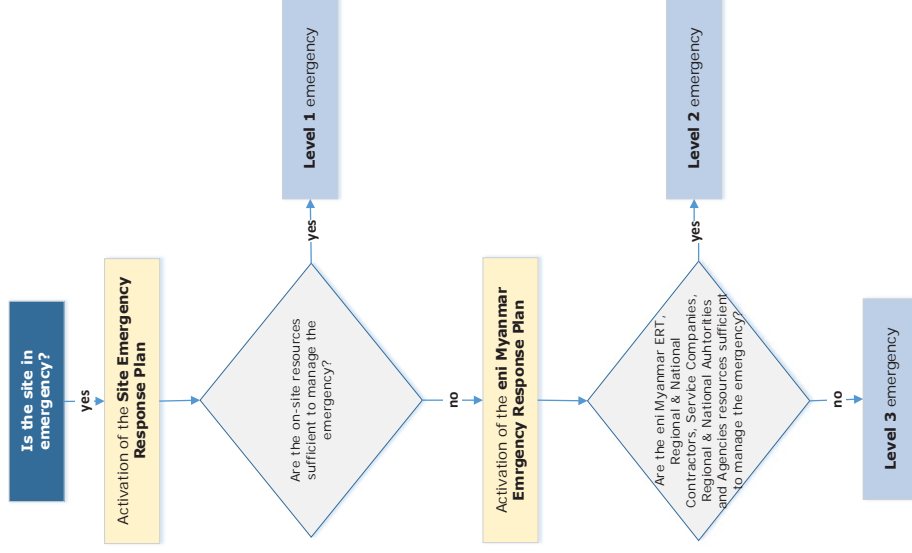 Is the site in
emergency?
yes
Activation of the Site Emergency
Response Plan
Are the on-site resources
sufficient to manage the
emergency?
yes
Level 1 emergency
no
Activation of the eni Myanmar
Emrgency Response Plan
Are the eni Myanmar ERT,
Regional & National
Contractors, Service Companies,
Regional & National Auhtorities
and Agencies resources sufficient
to manage the emergency?
yes
Level 2 emergency
no
Level 3 emergency